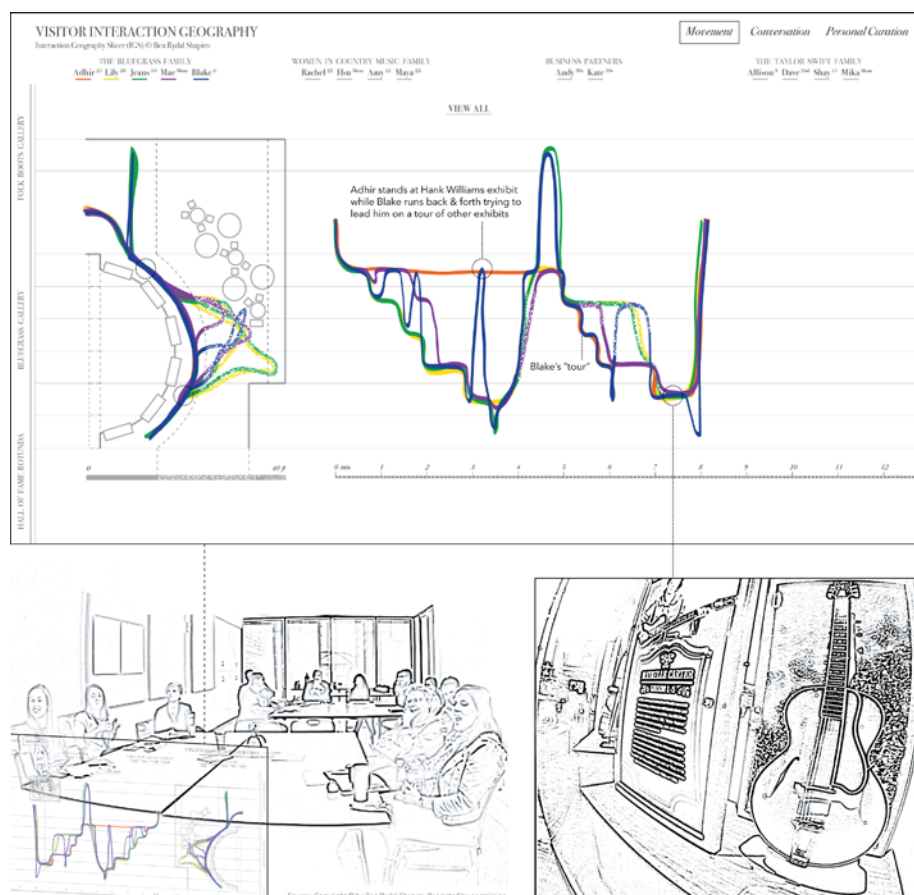 VISITOR INTERACTION GEOGRAPHY
Interaction Geography Slicer (IGS) © Ben Rydal Shapiro
Movement Conversation Personal Curation
THE BLUEGRASS FAMILY
WOMEN IN COUNTRY MUSIC FAMILY
BUSINESS PARTNERS
THE TAYLOR SWIFT FAMILY
Adhir Lily Jeans Mae Blake
Rachel Amy Maya
Andy Kate
Allison Dave Shay Mika
VIEW ALL
FOLK ROOTS GALLERY
BLUEGRASS GALLERY
HALL OF FAME ROTUNDA
Adhir stands at Hank Williams exhibit
while Blake runs back & forth trying to
lead him on a tour of other exhibits
Blake's "tour"
0
0 min 1 2 3 4 5 6 7 8 9 10 11 12
CARTER